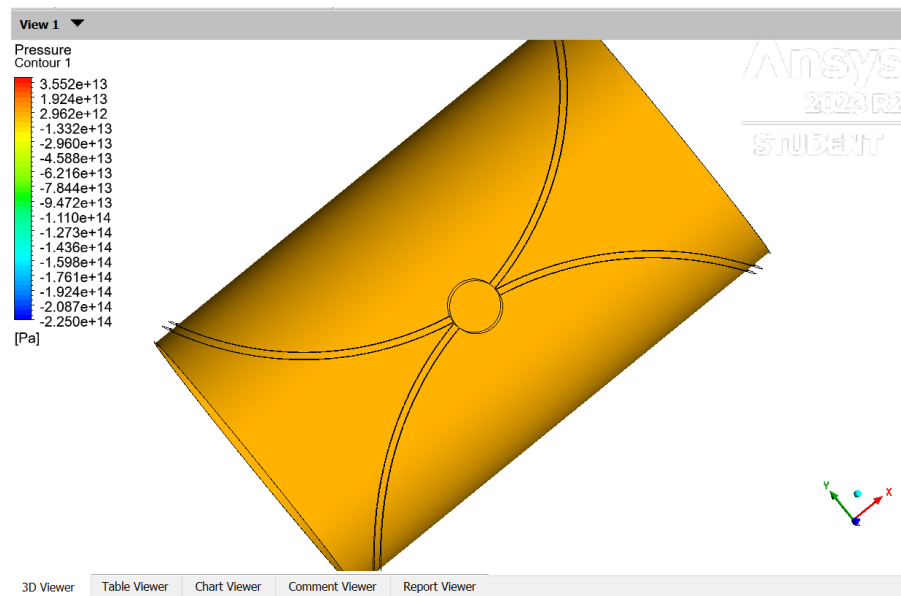 View 1
Pressure
Contour 1
3.552e+13
1.924e+13
2.962e+12
-1.332e+13
-2.960e+13
-4.588e+13
-6.216e+13
-7.844e+13
-9.472e+13
-1.110e+14
-1.273e+14
-1.436e+14
-1.598e+14
-1.761e+14
-1.924e+14
-2.087e+14
-2.250e+14
[Pa]
Ansys
2023 R2
STUDENT
Y
X
3D Viewer Table Viewer Chart Viewer Comment Viewer Report Viewer